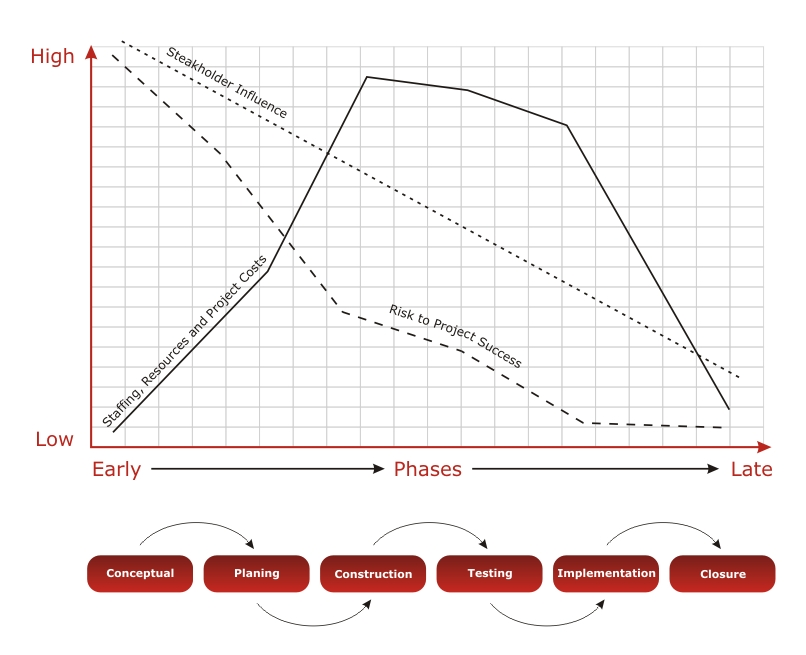 High
Steakholder Influence
Staffing, Resources and Project Costs
Risk to Project Success
Low
Early Phases Late
Conceptual Planing Construction Testing Implementation Closure